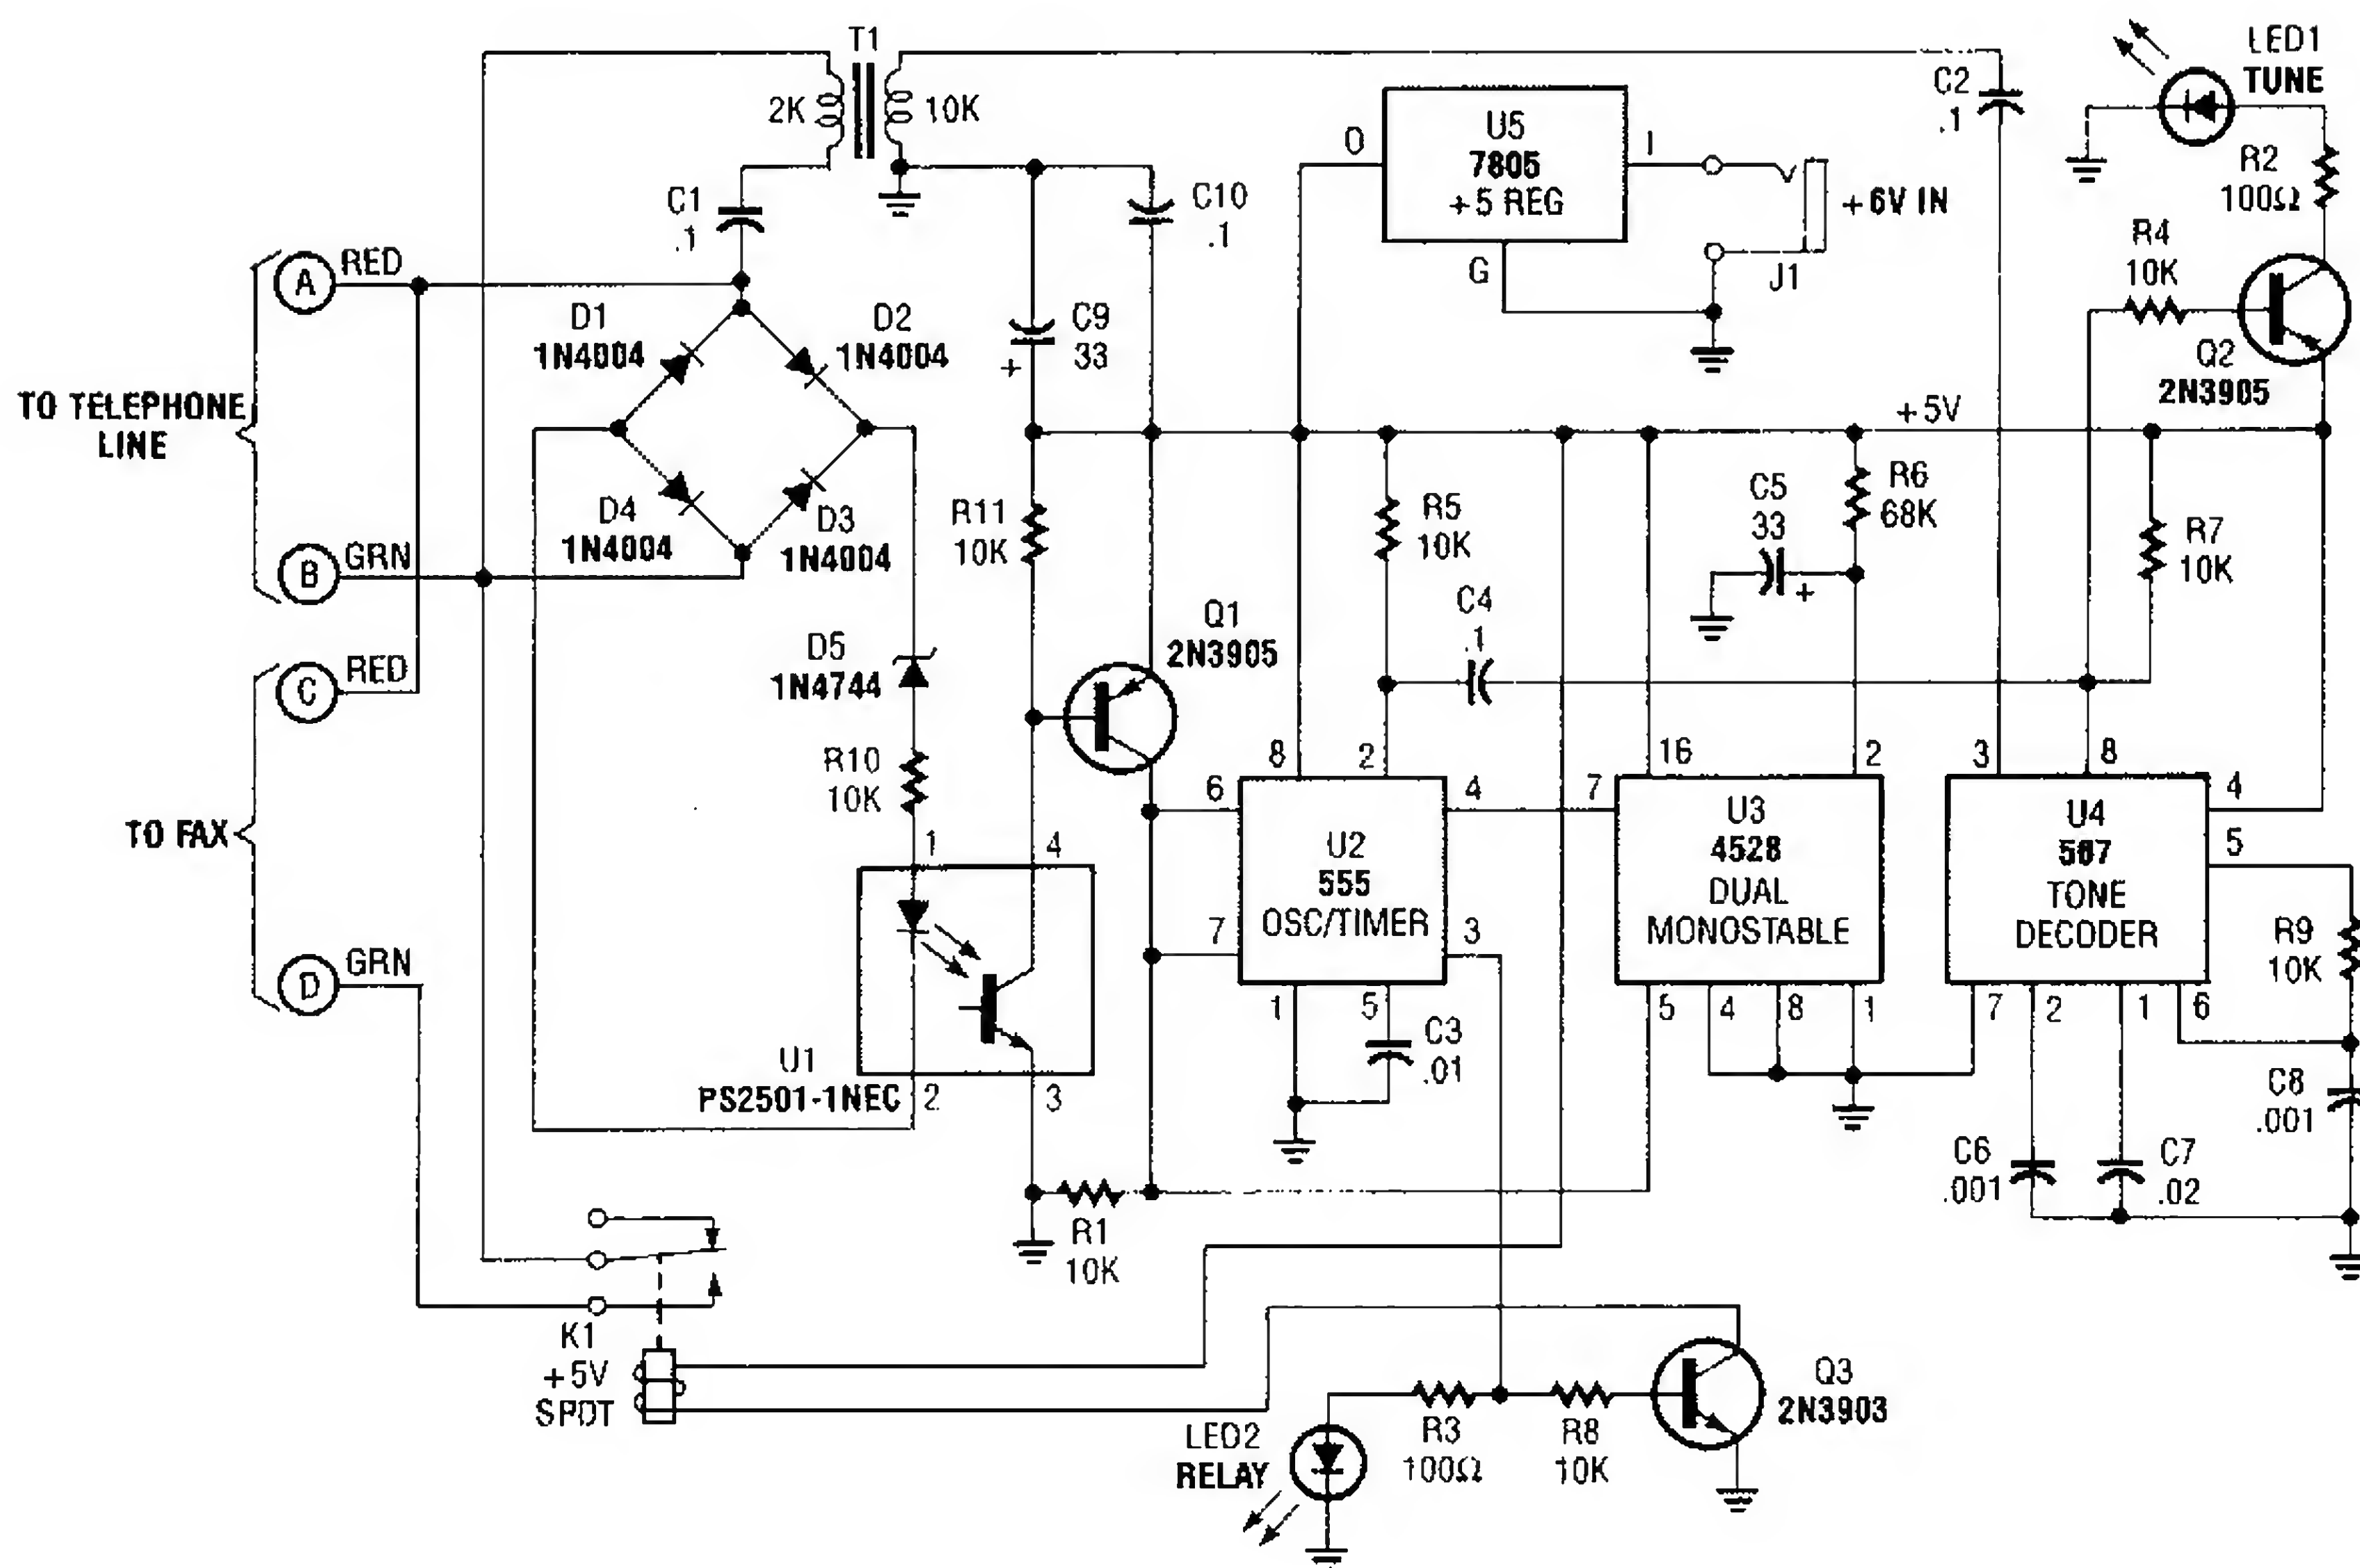 T1
2K
10K
C1
.1
C10
.1
U5
7805
+5 REG
O
I
G
+6V IN
J1
C2
.1
LED1
TUNE
R2
100Ω
R4
10K
Q2
2N3905
TO TELEPHONE
LINE
A
RED
B
GRN
D1
1N4004
D2
1N4004
D4
1N4004
D3
1N4004
C9
33
+
+5V
R11
10K
R5
10K
C5
33
+
R6
68K
R7
10K
C4
.1
Q1
2N3905
D5
1N4744
R10
10K
TO FAX
C
RED
D
GRN
1
4
2
3
U1
PS2501-1NEC
8
2
6
7
4
3
1
5
U2
555
OSC/TIMER
C3
.01
16
2
7
5
4
8
1
U3
4528
DUAL
MONOSTABLE
3
8
4
5
7
2
1
6
U4
567
TONE
DECODER
R9
10K
C8
.001
C6
.001
C7
.02
R1
10K
K1
+5V
SPDT
LED2
RELAY
R3
100Ω
R8
10K
Q3
2N3903